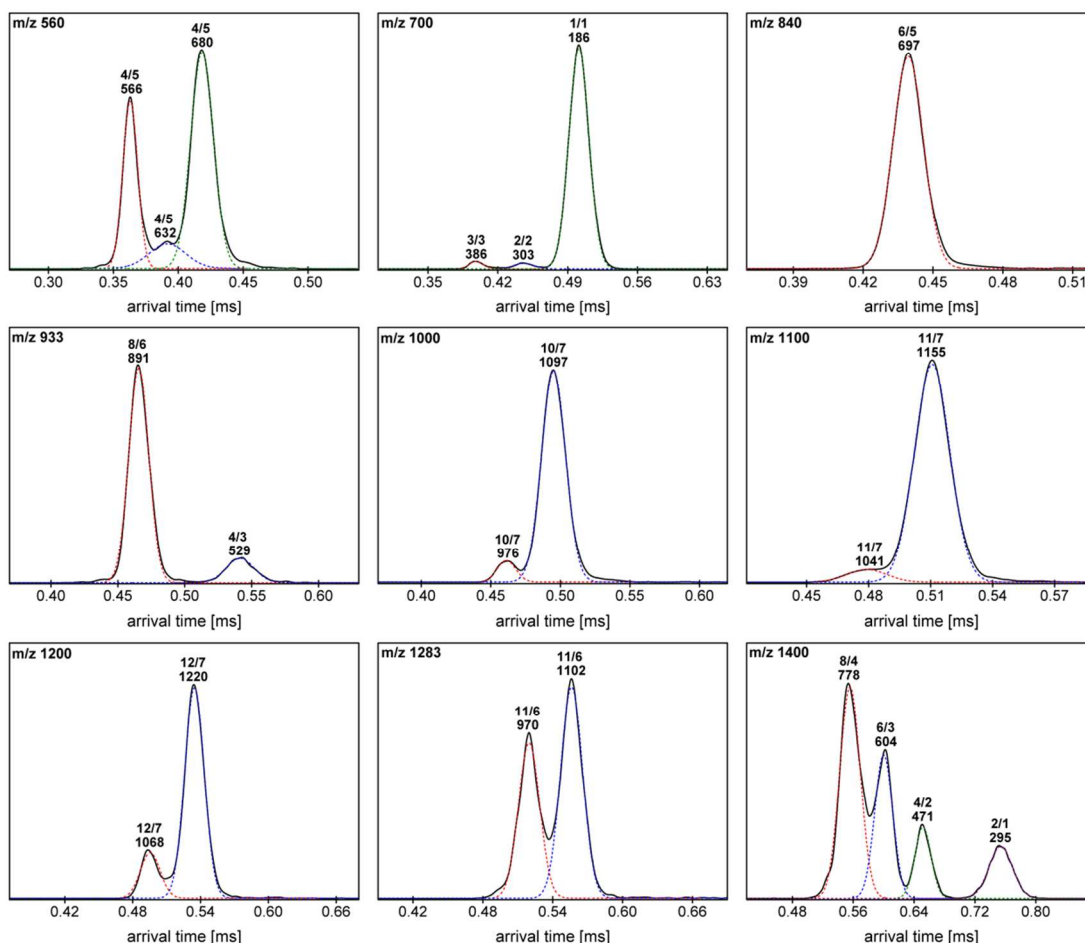 m/z 560
4/5
566
4/5
632
4/5
680
0.30 0.35 0.40 0.45 0.50
arrival time [ms]
m/z 700
3/3
386
2/2
303
1/1
186
0.35 0.42 0.49 0.56 0.63
arrival time [ms]
m/z 840
6/5
697
0.39 0.42 0.45 0.48 0.51
arrival time [ms]
m/z 933
8/6
891
4/3
529
0.40 0.45 0.50 0.55 0.60
arrival time [ms]
m/z 1000
10/7
976
10/7
1097
0.40 0.45 0.50 0.55 0.60
arrival time [ms]
m/z 1100
11/7
1041
11/7
1155
0.45 0.48 0.51 0.54 0.57
arrival time [ms]
m/z 1200
12/7
1068
12/7
1220
0.42 0.48 0.54 0.60 0.66
arrival time [ms]
m/z 1283
11/6
970
11/6
1102
0.42 0.48 0.54 0.60 0.66
arrival time [ms]
m/z 1400
8/4
778
6/3
604
4/2
471
2/1
295
0.48 0.56 0.64 0.72 0.80
arrival time [ms]